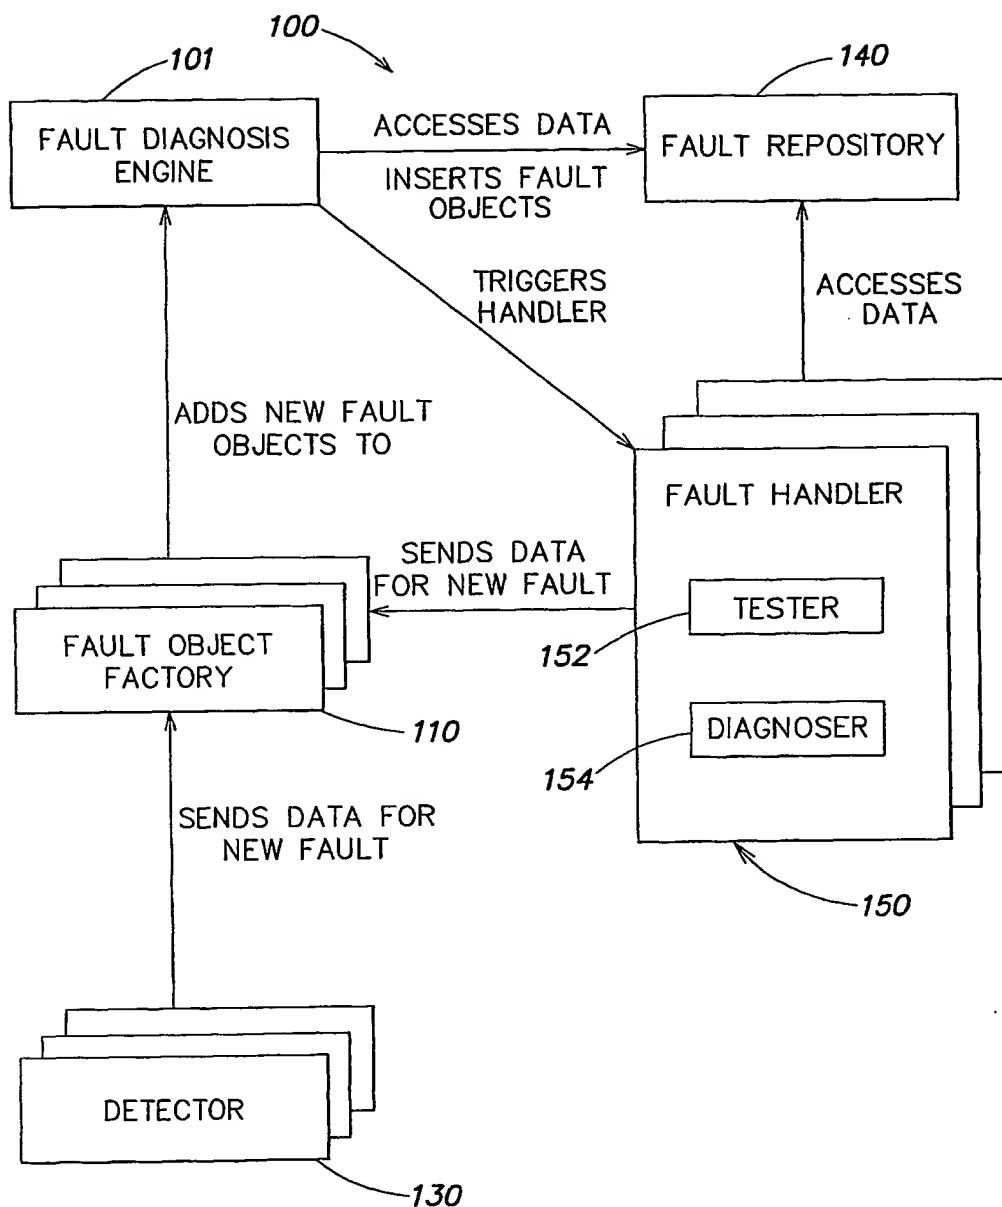 100
101
140
FAULT DIAGNOSIS
ENGINE
ACCESSES DATA
INSERTS FAULT
OBJECTS
FAULT REPOSITORY
TRIGGERS
HANDLER
ACCESSES
DATA
ADDS NEW FAULT
OBJECTS TO
FAULT HANDLER
SENDS DATA
FOR NEW FAULT
TESTER
152
FAULT OBJECT
FACTORY
110
DIAGNOSER
154
SENDS DATA FOR
NEW FAULT
150
DETECTOR
130